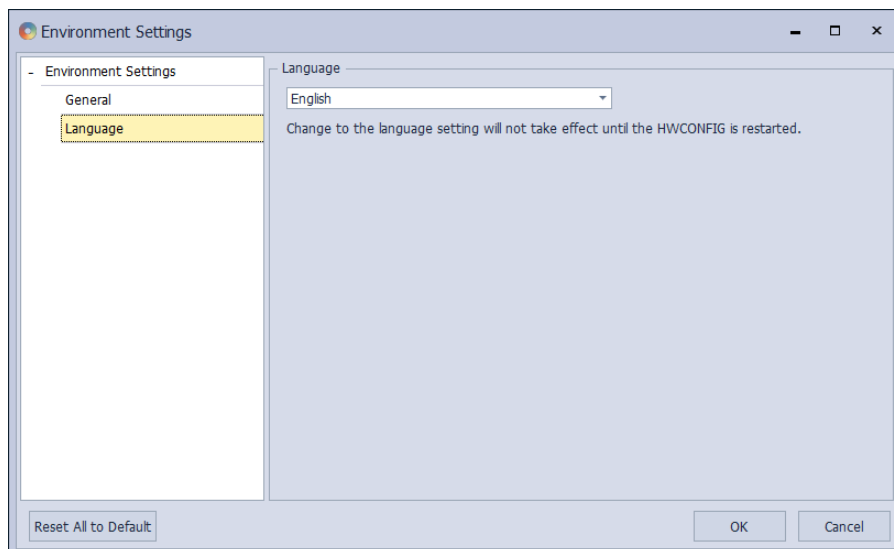 Environment Settings
- Environment Settings
General
Language
Language
English
Change to the language setting will not take effect until the HWCONFIG is restarted.
Reset All to Default
OK
Cancel